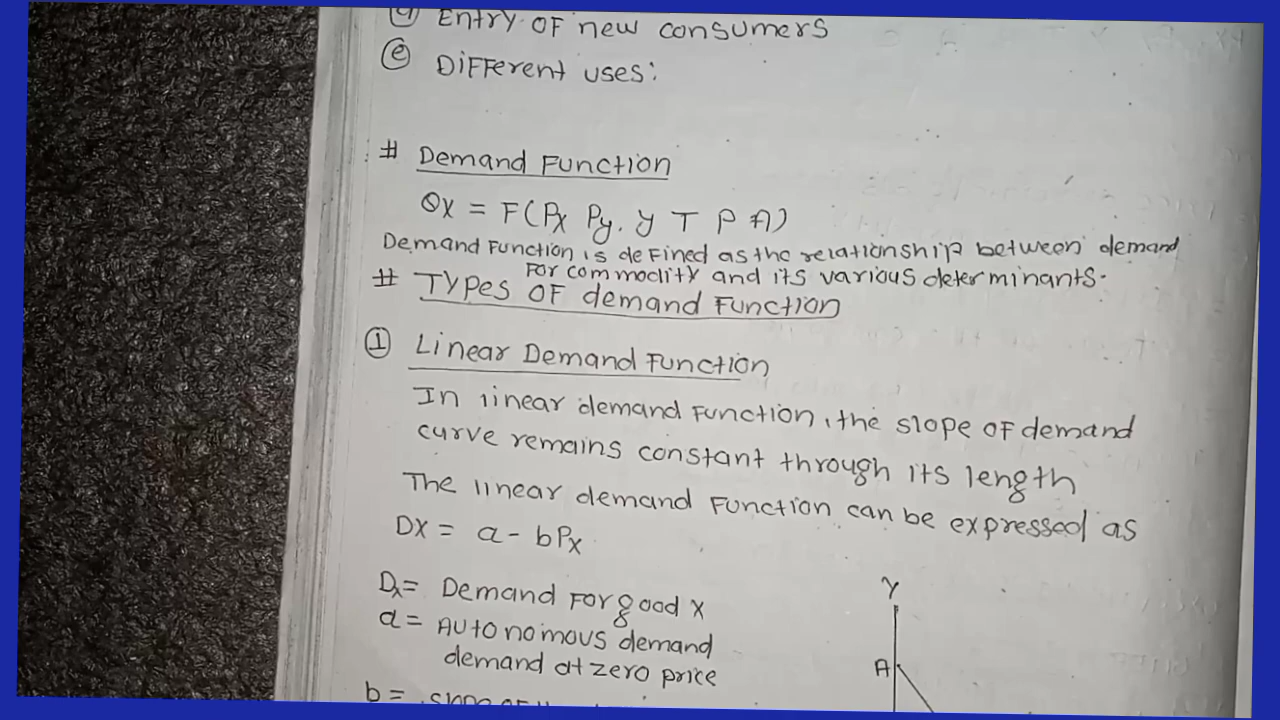 (d) Entry of new consumers
(e) Different uses:
# Demand Function
Qx = F(Px Py. y T P A)
Demand Function is defined as the relationship between demand
For commodity and its various determinants.
# Types of demand Function
① Linear Demand Function
In linear demand Function, the slope of demand
curve remains constant through its length
The linear demand Function can be expressed as
Dx = a - bPx
Dx = Demand For good x
a = Autonomous demand
demand at zero price
b =
Y
A